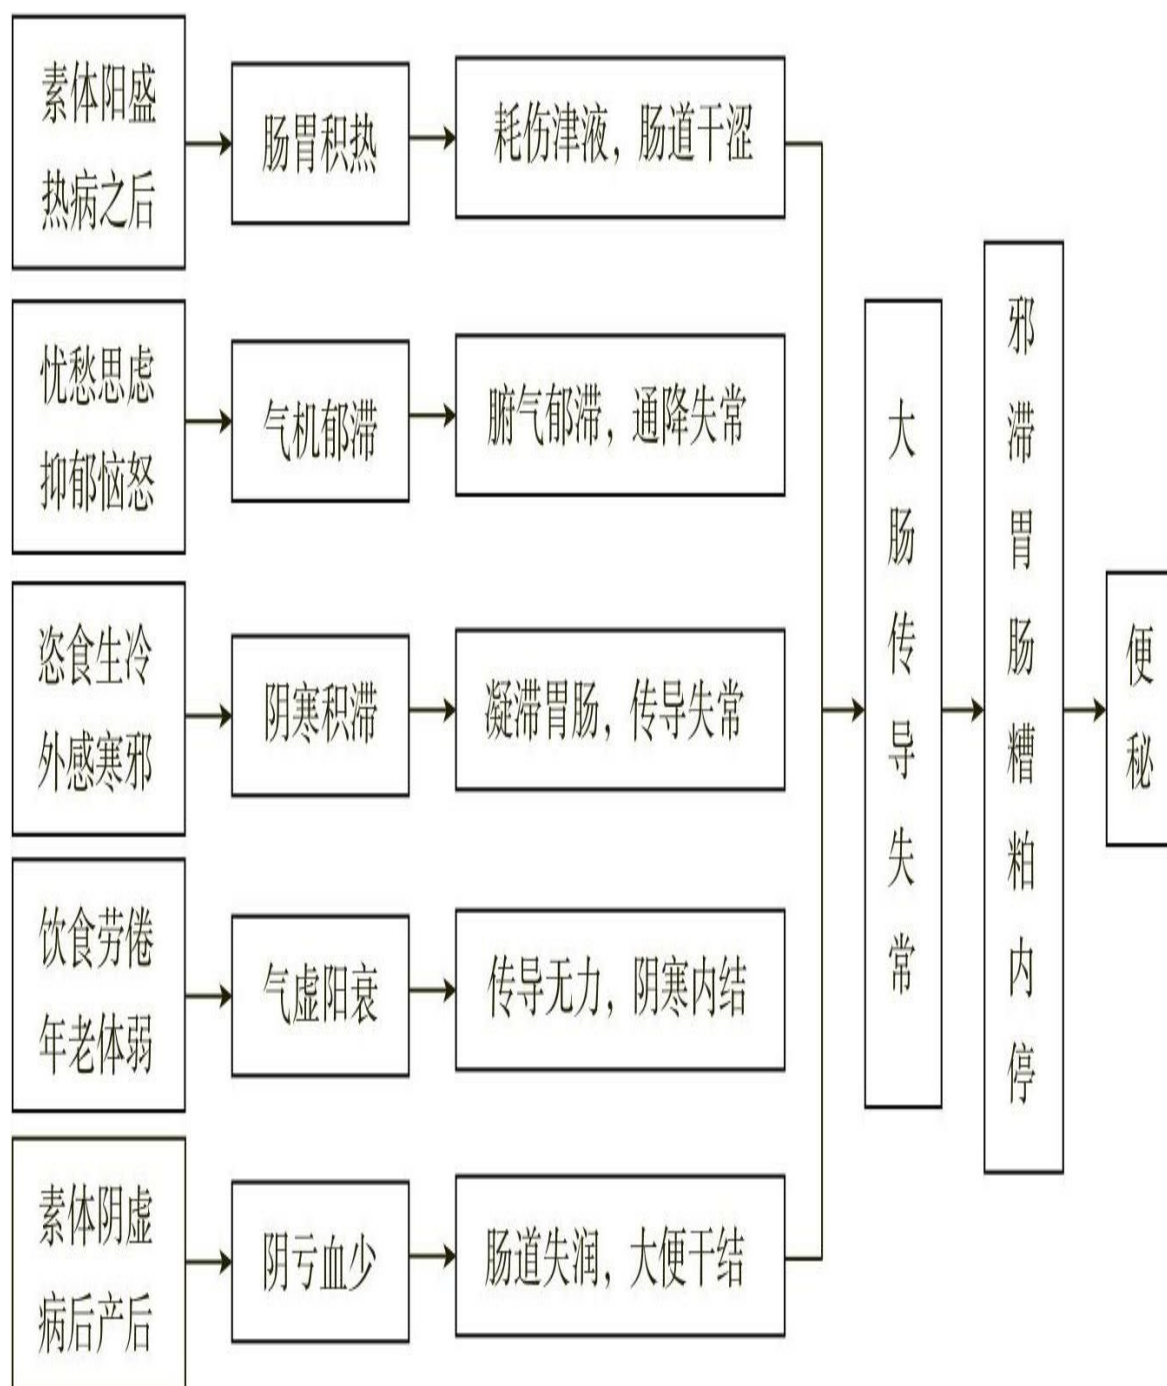 素体阳盛
热病之后
肠胃积热
耗伤津液，肠道干涩
忧愁思虑
抑郁恼怒
气机郁滞
腑气郁滞，通降失常
恣食生冷
外感寒邪
阴寒积滞
凝滞胃肠，传导失常
饮食劳倦
年老体弱
气虚阳衰
传导无力，阴寒内结
素体阴虚
病后产后
阴亏血少
肠道失润，大便干结
大肠传导失常
邪滞胃肠糟粕内停
便秘